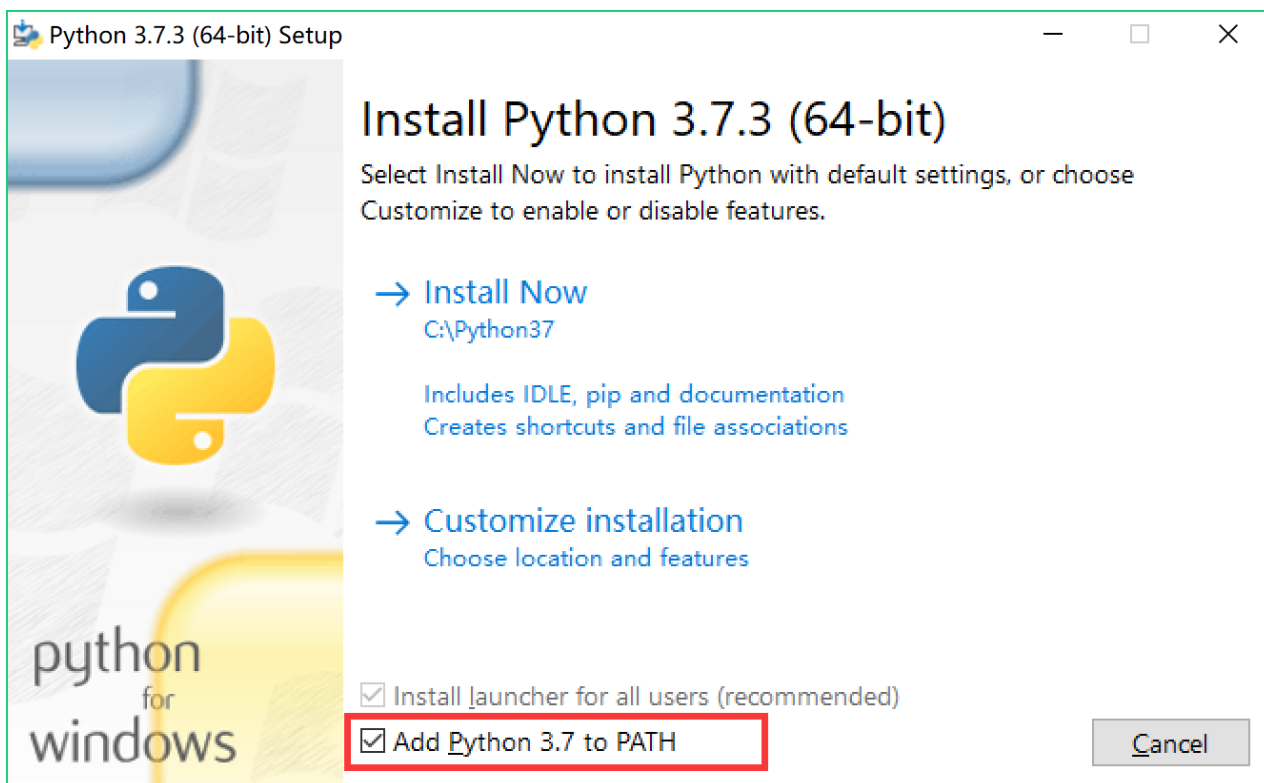 Python 3.7.3 (64-bit) Setup
Install Python 3.7.3 (64-bit)
Select Install Now to install Python with default settings, or choose
Customize to enable or disable features.
Install Now
C:\Python37
Includes IDLE, pip and documentation
Creates shortcuts and file associations
Customize installation
Choose location and features
python
for
windows
Install launcher for all users (recommended)
Add Python 3.7 to PATH
Cancel